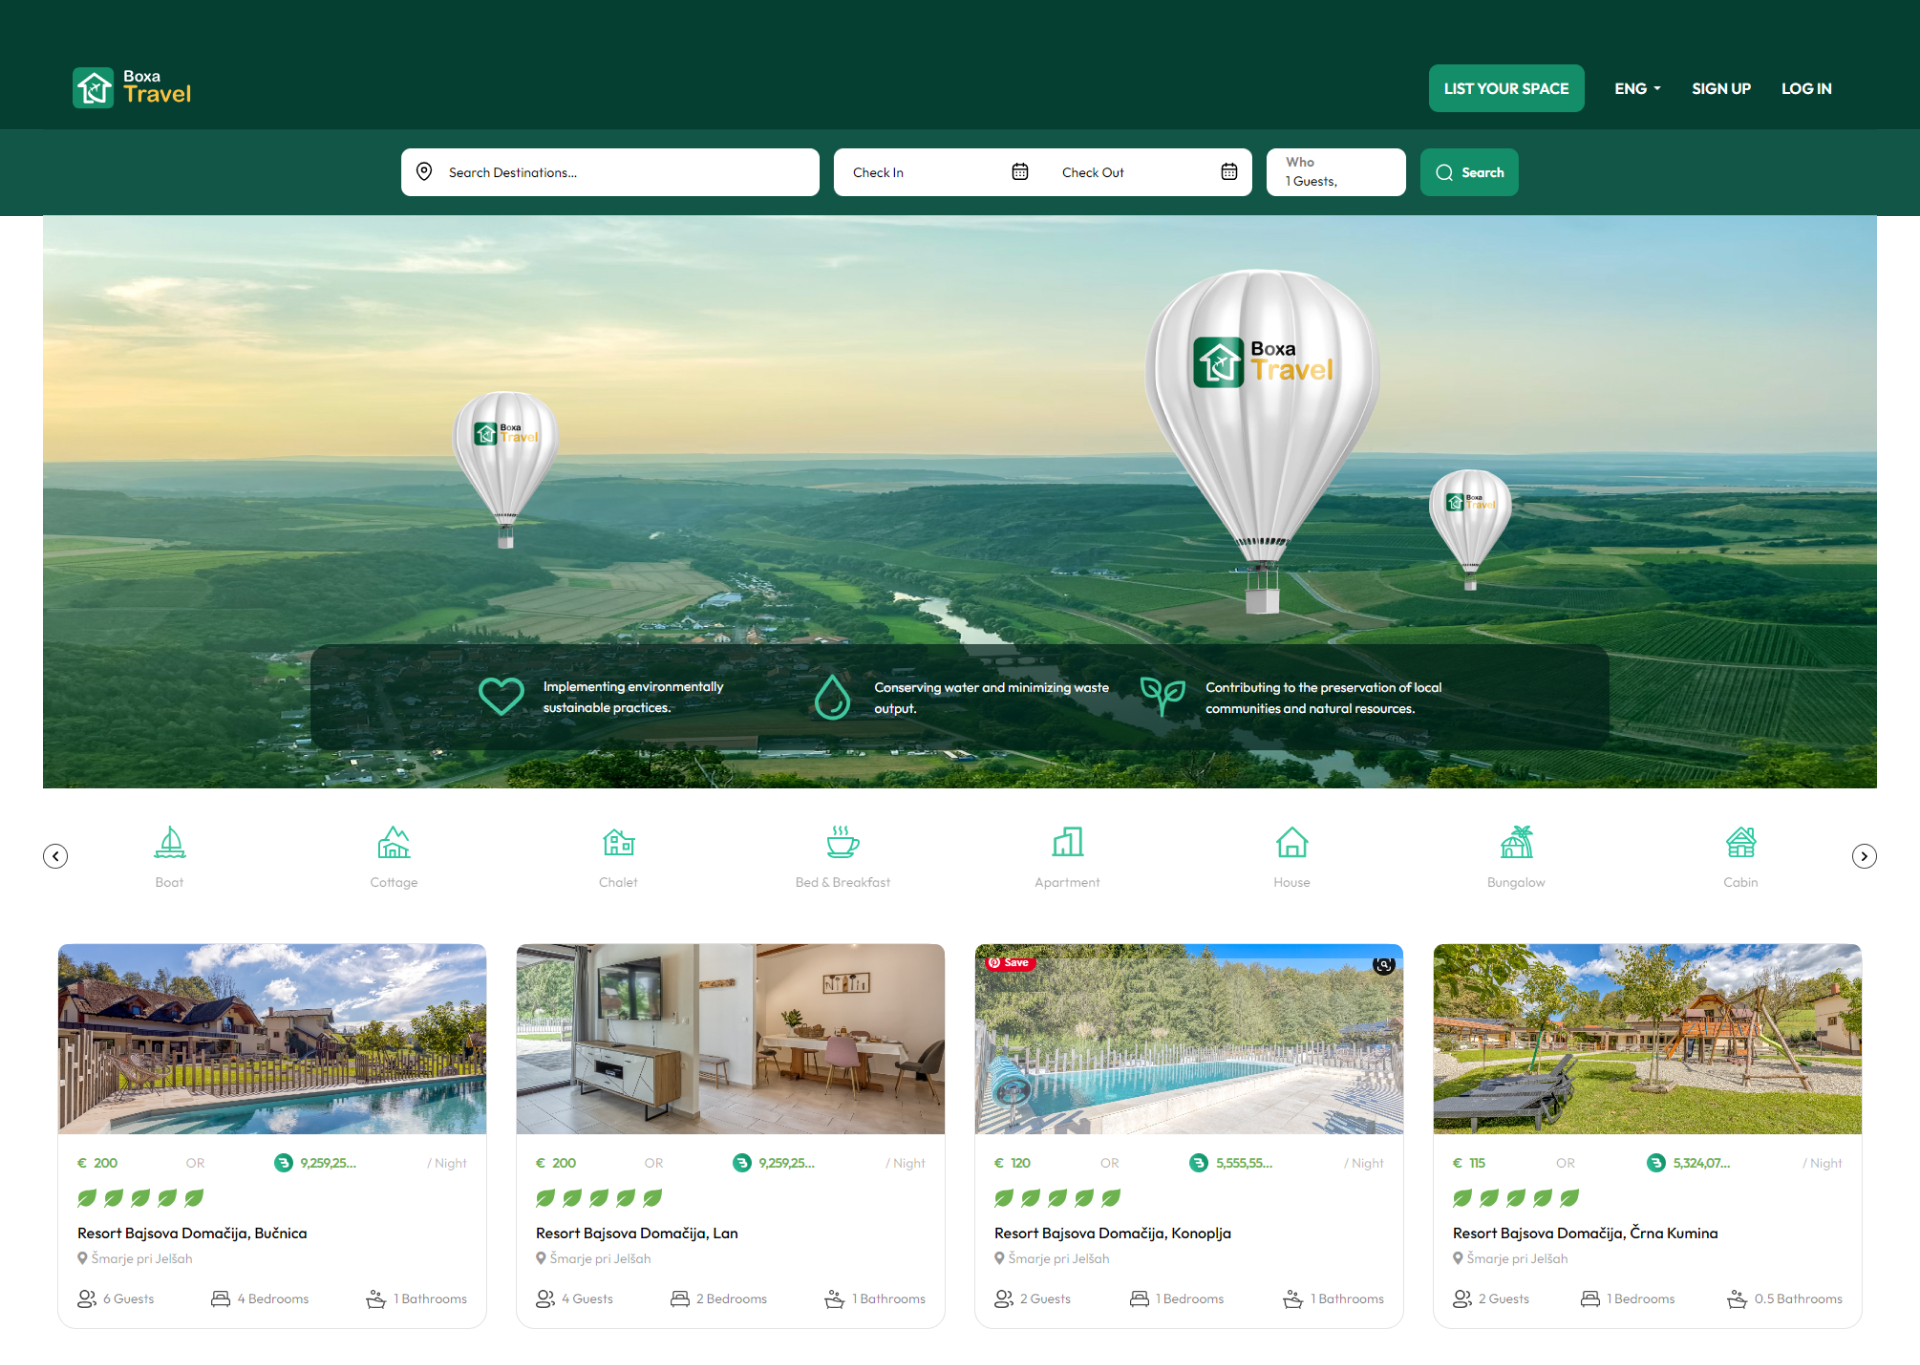 Boxa
Travel
LIST YOUR SPACE
ENG
SIGN UP
LOG IN
Search Destinations...
Check In
Check Out
Who
1 Guests,
Search
Boxa
Travel
Boxa
Travel
Boxa
Travel
Implementing environmentally
sustainable practices.
Conserving water and minimizing waste
output.
Contributing to the preservation of local
communities and natural resources.
Boat
Cottage
Chalet
Bed & Breakfast
Apartment
House
Bungalow
Cabin
Save
€ 200 OR 9,259,25... / Night
Resort Bajsova Domačija, Bučnica
Šmarje pri Jelšah
6 Guests 4 Bedrooms 1 Bathrooms
€ 200 OR 9,259,25... / Night
Resort Bajsova Domačija, Lan
Šmarje pri Jelšah
4 Guests 2 Bedrooms 1 Bathrooms
€ 120 OR 5,555,55... / Night
Resort Bajsova Domačija, Konoplja
Šmarje pri Jelšah
2 Guests 1 Bedrooms 1 Bathrooms
€ 115 OR 5,324,07... / Night
Resort Bajsova Domačija, Črna Kumina
Šmarje pri Jelšah
2 Guests 1 Bedrooms 0.5 Bathrooms